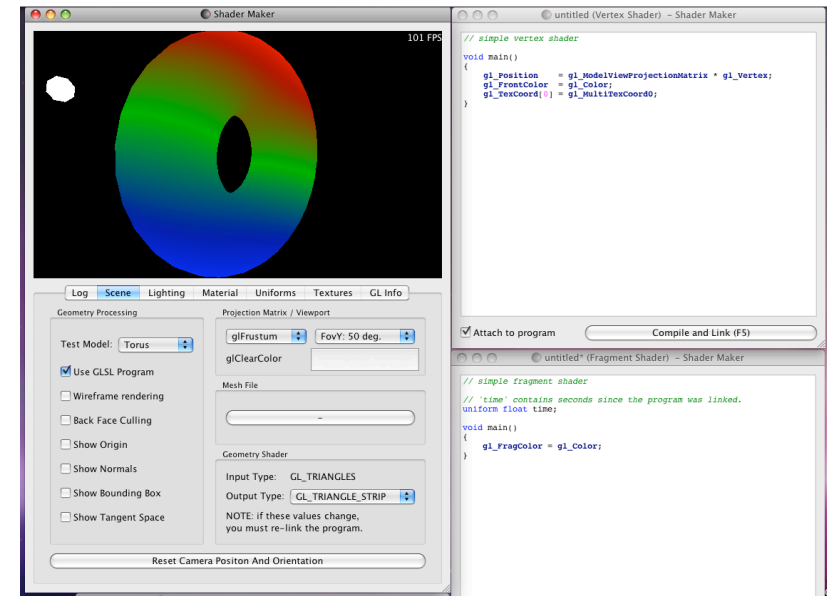 Shader Maker
101 FPS
Log Scene Lighting Material Uniforms Textures GL Info
Geometry Processing
Test Model: Torus
Use GLSL Program
Wireframe rendering
Back Face Culling
Show Origin
Show Normals
Show Bounding Box
Show Tangent Space
Projection Matrix / Viewport
glFrustum FovY: 50 deg.
glClearColor
Mesh File
-
Geometry Shader
Input Type: GL_TRIANGLES
Output Type: GL_TRIANGLE_STRIP
NOTE: if these values change,
you must re-link the program.
Reset Camera Positon And Orientation
untitled (Vertex Shader) - Shader Maker
// simple vertex shader
void main()
{
gl_Position = gl_ModelViewProjectionMatrix * gl_Vertex;
gl_FrontColor = gl_Color;
gl_TexCoord[0] = gl_MultiTexCoord0;
}
Attach to program Compile and Link (F5)
untitled* (Fragment Shader) - Shader Maker
// simple fragment shader
// 'time' contains seconds since the program was linked.
uniform float time;
void main()
{
gl_FragColor = gl_Color;
}